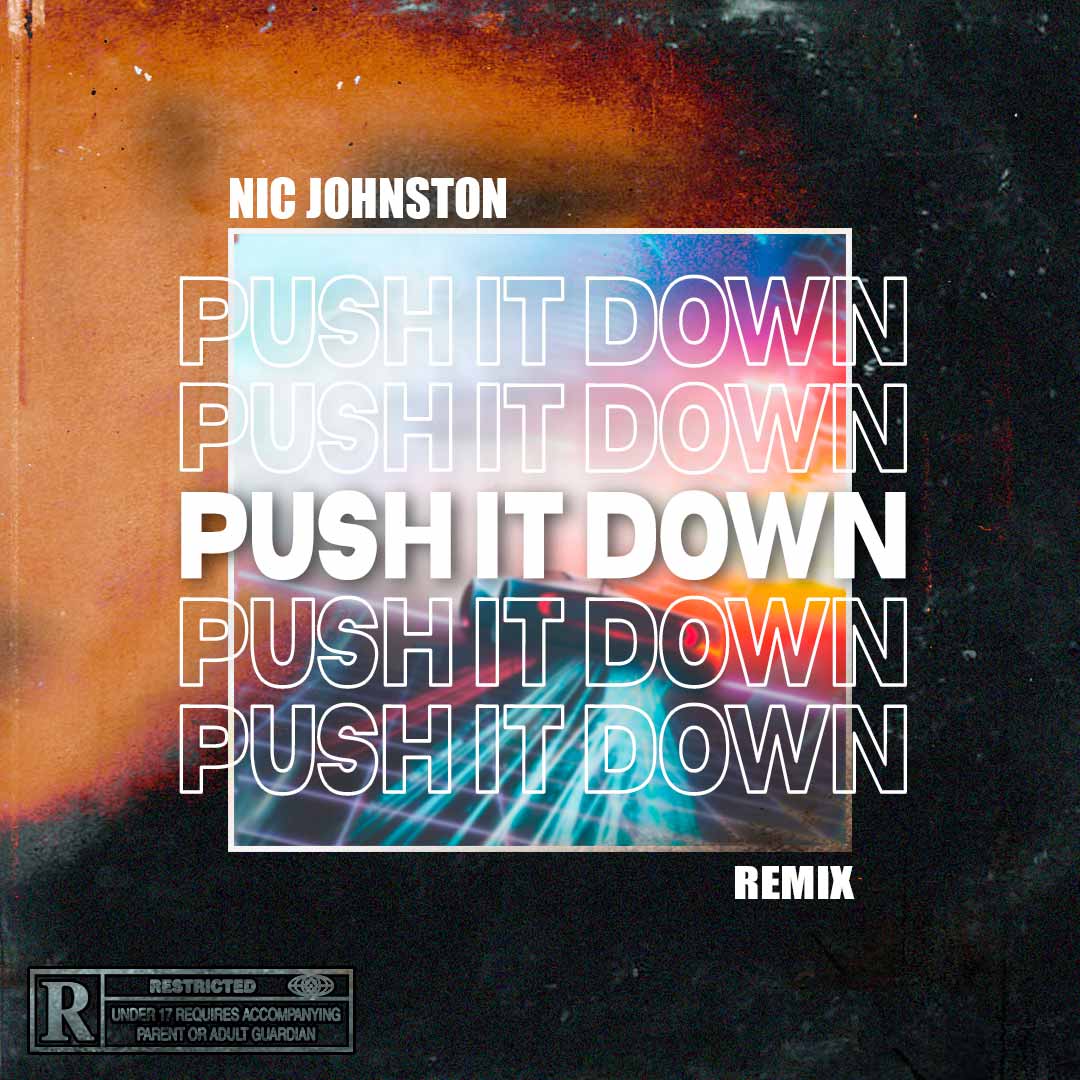 NIC JOHNSTON
PUSH IT DOWN
PUSH IT DOWN
PUSH IT DOWN
PUSH IT DOWN
PUSH IT DOWN
REMIX
R
RESTRICTED
UNDER 17 REQUIRES ACCOMPANYING
PARENT OR ADULT GUARDIAN